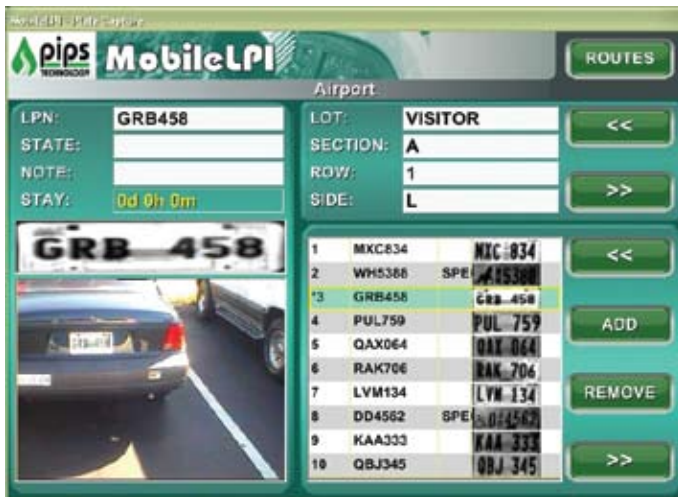 MobileLPI - Plate Capture
pips
TECHNOLOGY
MobileLPI
ROUTES
Airport
LPN: GRB458
STATE:
NOTE:
STAY: 0d 0h 0m
LOT: VISITOR
SECTION: A
ROW: 1
SIDE: L
<<
>>
GRB 458
1 MXC834 MXC 834
2 WH5388 SPE
*3 GRB458 GRB 458
4 PUL759 PUL 759
5 QAX064 QAX 064
6 RAK706 RAK 706
7 LVM134 LVM 134
8 DD4562 SPE
9 KAA333 KAA 333
10 QBJ345 QBJ 345
<<
ADD
REMOVE
>>